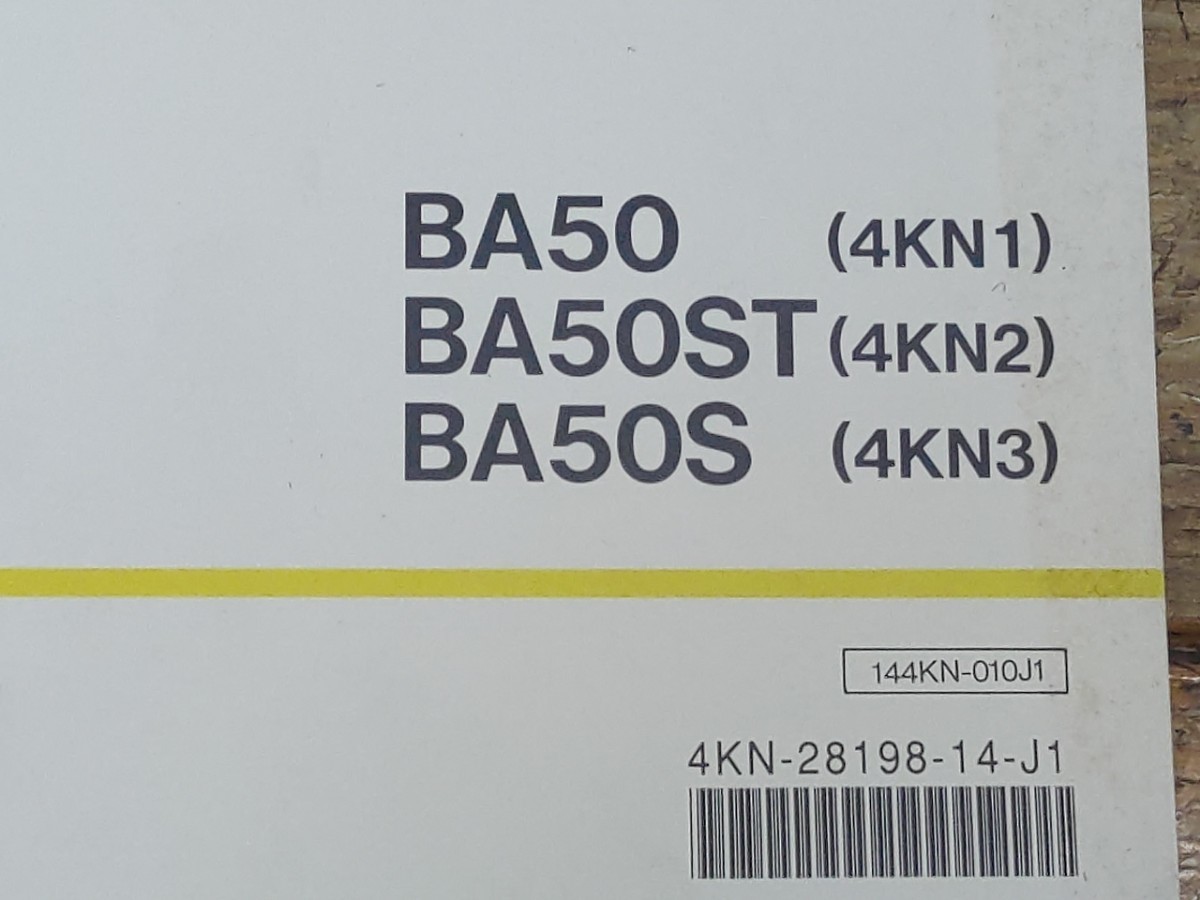 BA50 (4KN1)
BA50ST (4KN2)
BA50S (4KN3)
144KN-010J1
4KN-28198-14-J1